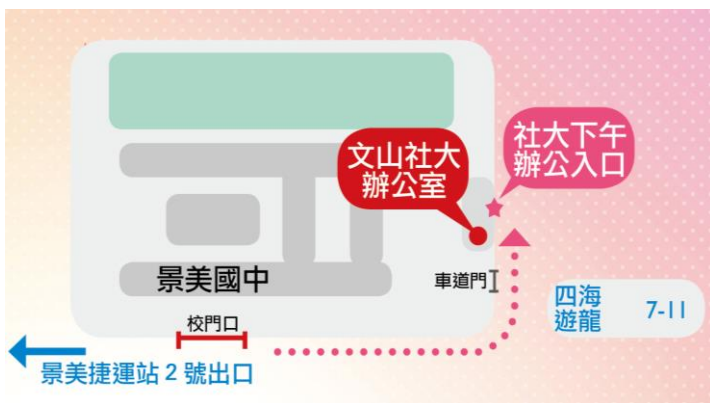 社大下午
辦公入口
文山社大
辦公室
景美國中
車道門
四海
遊龍
7-11
校門口
景美捷運站 2 號出口